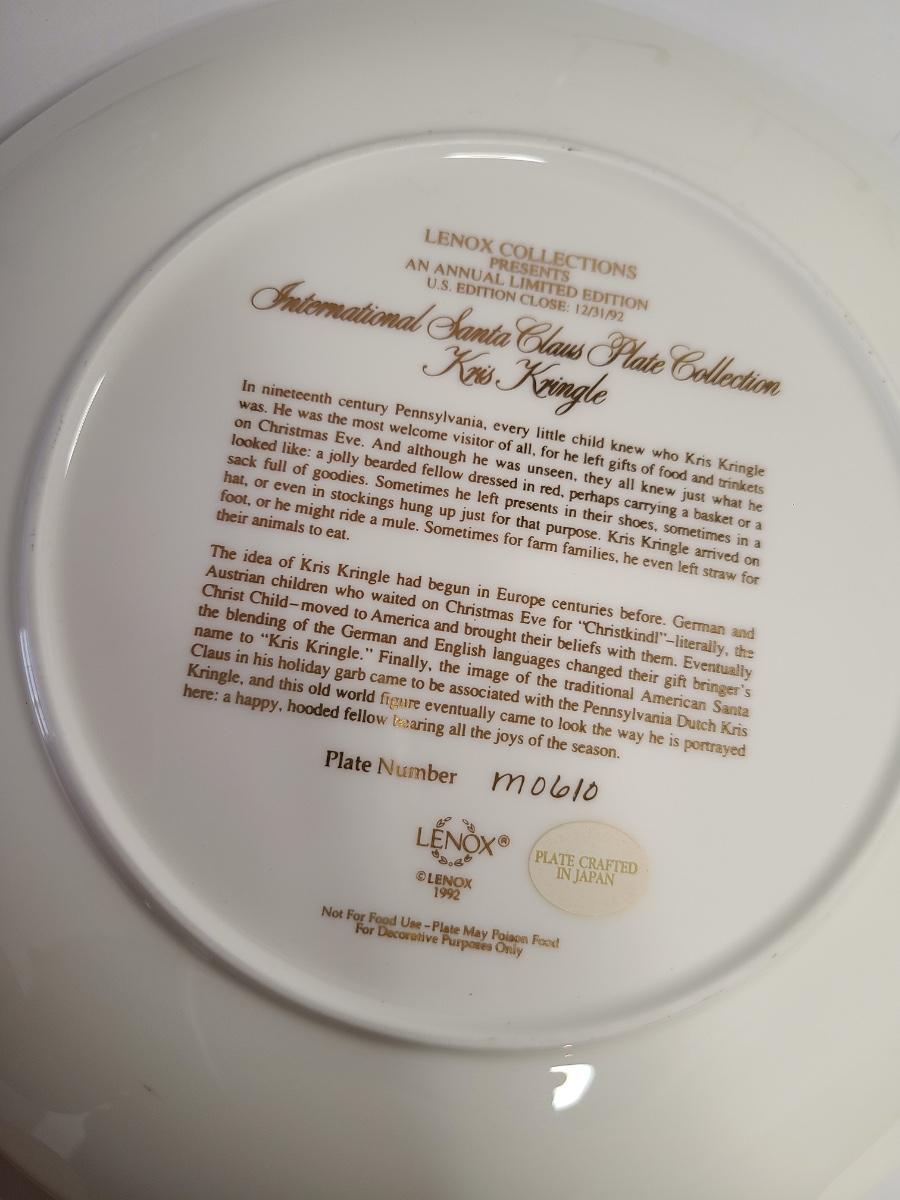 LENOX COLLECTIONS
PRESENTS
AN ANNUAL LIMITED EDITION
U.S. EDITION CLOSE: 12/31/92
International Santa Claus Plate Collection
Kris Kringle
In nineteenth century Pennsylvania, every little child knew who Kris Kringle
was. He was the most welcome visitor of all, for he left gifts of food and trinkets
on Christmas Eve. And although he was unseen, they all knew just what he
looked like: a jolly bearded fellow dressed in red, perhaps carrying a basket or a
sack full of goodies. Sometimes he left presents in their shoes, sometimes in a
hat, or even in stockings hung up just for that purpose. Kris Kringle arrived on
foot, or he might ride a mule. Sometimes for farm families, he even left straw for
their animals to eat.
The idea of Kris Kringle had begun in Europe centuries before. German and
Austrian children who waited on Christmas Eve for "Christkindl"–literally, the
Christ Child–moved to America and brought their beliefs with them. Eventually
the blending of the German and English languages changed their gift bringer's
name to "Kris Kringle." Finally, the image of the traditional American Santa
Claus in his holiday garb came to be associated with the Pennsylvania Dutch Kris
Kringle, and this old world figure eventually came to look the way he is portrayed
here: a happy, hooded fellow bearing all the joys of the season.
Plate Number m0610
LENOX®
PLATE CRAFTED
IN JAPAN
©LENOX
1992
Not For Food Use - Plate May Poison Food
For Decorative Purposes Only